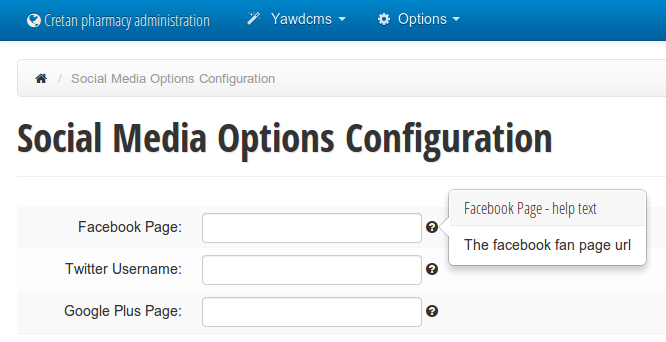 Cretan pharmacy administration Yawdcms Options
/ Social Media Options Configuration
Social Media Options Configuration
Facebook Page - help text
Facebook Page:
The facebook fan page url
Twitter Username:
Google Plus Page: